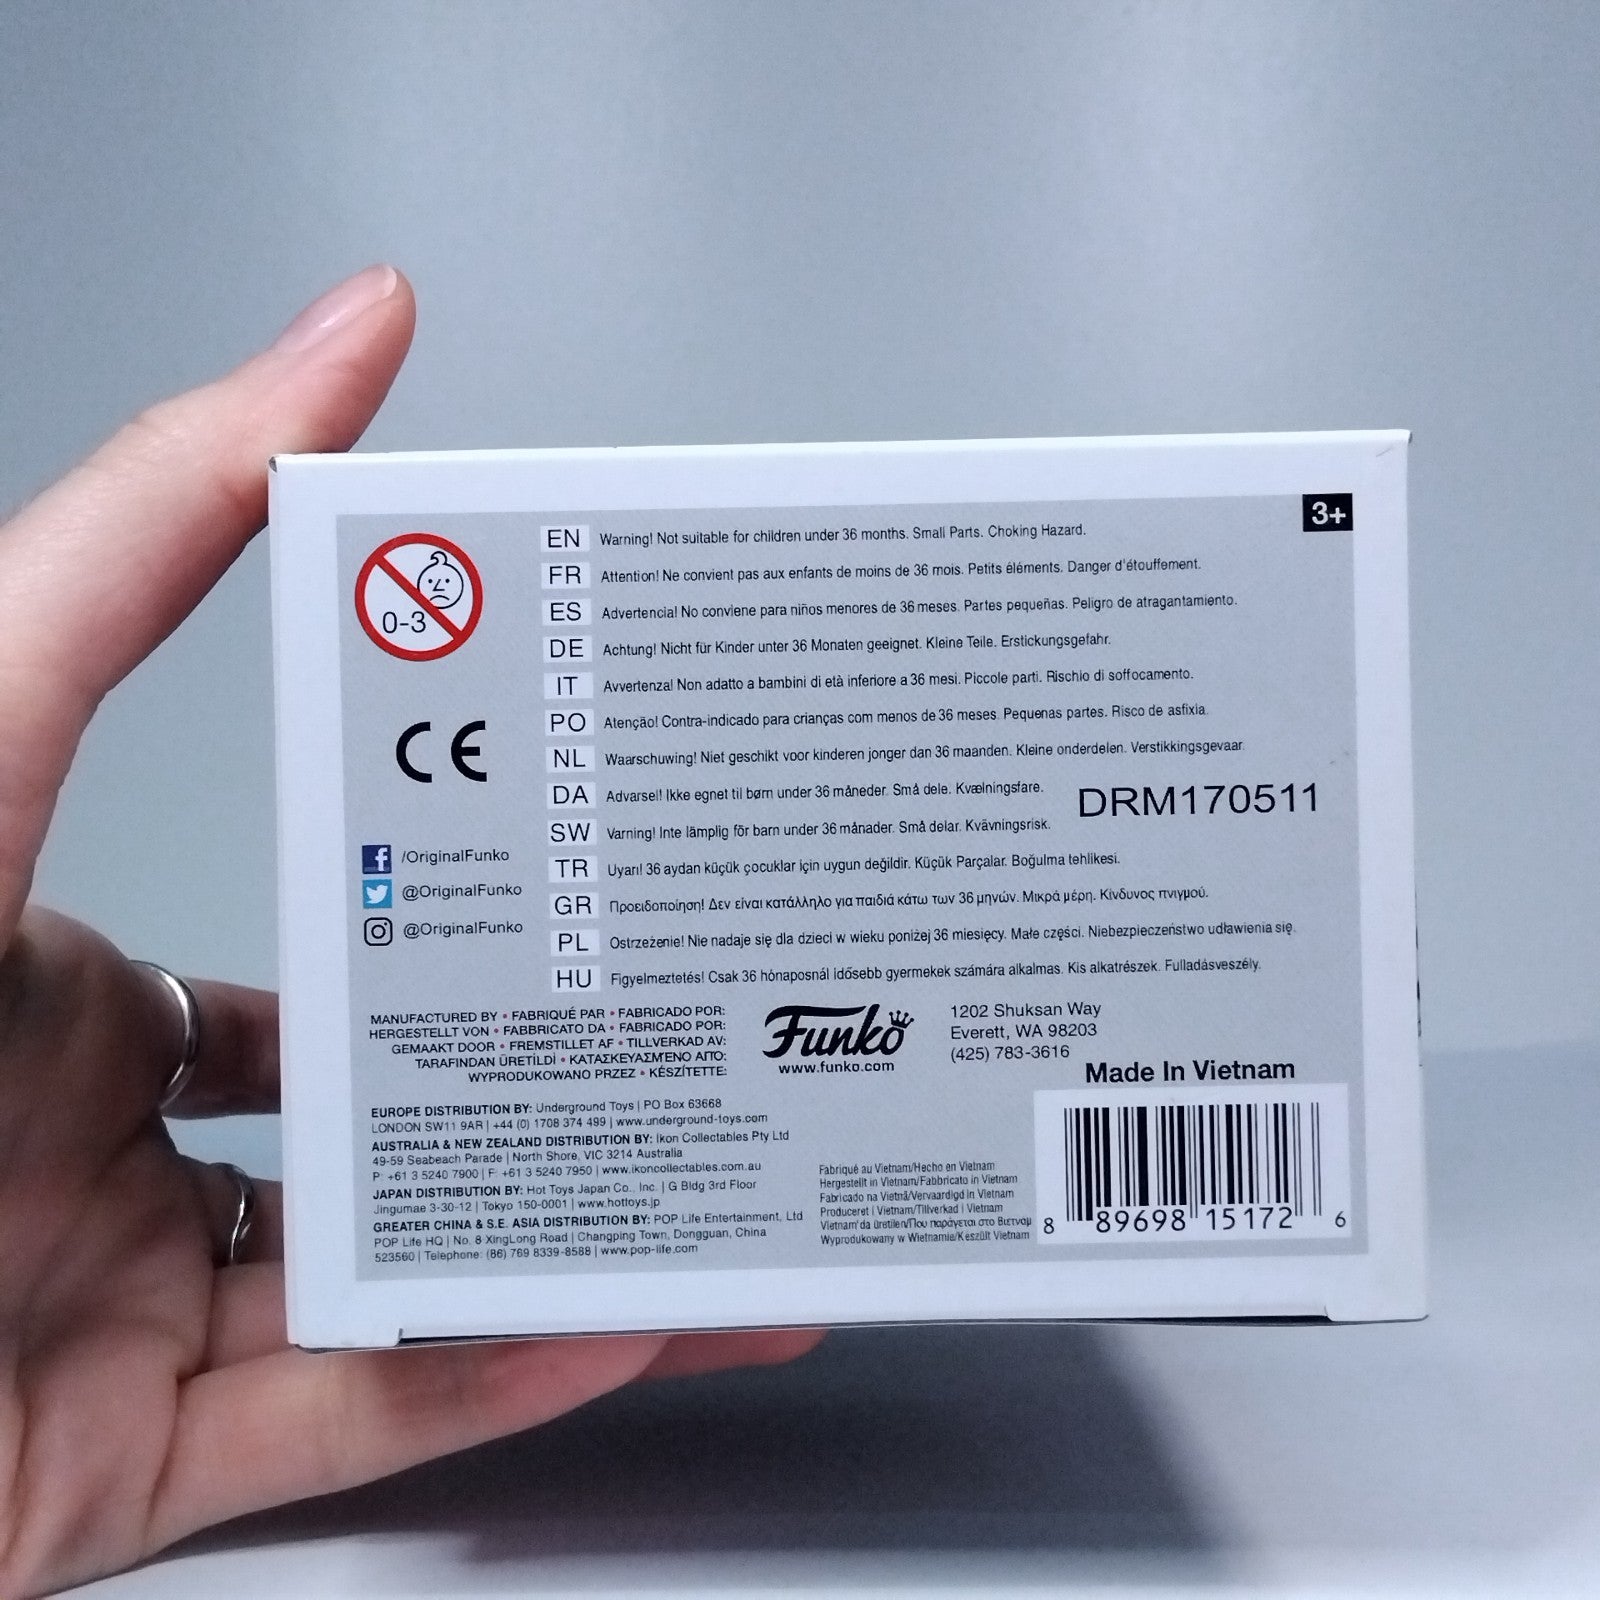 3+
0-3
EN Warning! Not suitable for children under 36 months. Small Parts. Choking Hazard.
FR Attention! Ne convient pas aux enfants de moins de 36 mois. Petits éléments. Danger d'étouffement.
ES Advertencia! No conviene para niños menores de 36 meses. Partes pequeñas. Peligro de atragantamiento.
DE Achtung! Nicht für Kinder unter 36 Monaten geeignet. Kleine Teile. Erstickungsgefahr.
IT Avvertenza! Non adatto a bambini di età inferiore a 36 mesi. Piccole parti. Rischio di soffocamento.
PO Atenção! Contra-indicado para crianças com menos de 36 meses. Pequenas partes. Risco de asfixia.
NL Waarschuwing! Niet geschikt voor kinderen jonger dan 36 maanden. Kleine onderdelen. Verstikkingsgevaar.
DA Advarsel! Ikke egnet til børn under 36 måneder. Små dele. Kvælningsfare.
SW Varning! Inte lämplig för barn under 36 månader. Små delar. Kvävningsrisk.
TR Uyarı! 36 aydan küçük çocuklar için uygun değildir. Küçük Parçalar. Boğulma tehlikesi.
GR Προειδοποίηση! Δεν είναι κατάλληλο για παιδιά κάτω των 36 μηνών. Μικρά μέρη. Κίνδυνος πνιγμού.
PL Ostrzeżenie! Nie nadaje się dla dzieci w wieku poniżej 36 miesięcy. Małe części. Niebezpieczeństwo udławienia się.
HU Figyelmeztetés! Csak 36 hónaposnál idősebb gyermekek számára alkalmas. Kis alkatrészek. Fulladásveszély.
DRM170511
CE
/OriginalFunko
@OriginalFunko
@OriginalFunko
MANUFACTURED BY • FABRIQUÉ PAR • FABRICADO POR:
HERGESTELLT VON • FABBRICATO DA • FABRICADO POR:
GEMAAKT DOOR • FREMSTILLET AF • TILLVERKAD AV:
TARAFINDAN ÜRETİLDİ • ΚΑΤΑΣΚΕΥΑΣΜΈΝΟ ΑΠΌ:
WYPRODUKOWANO PRZEZ • KÉSZÍTETTE:
Funko
www.funko.com
1202 Shuksan Way
Everett, WA 98203
(425) 783-3616
Made In Vietnam
EUROPE DISTRIBUTION BY: Underground Toys | PO Box 63668
LONDON SW11 9AR | +44 (0) 1708 374 499 | www.underground-toys.com
AUSTRALIA & NEW ZEALAND DISTRIBUTION BY: Ikon Collectables Pty Ltd
49-59 Seabeach Parade | North Shore, VIC 3214 Australia
P: +61 3 5240 7900 | F: +61 3 5240 7950 | www.ikoncollectables.com.au
JAPAN DISTRIBUTION BY: Hot Toys Japan Co., Inc. | G Bldg 3rd Floor
Jingumae 3-30-12 | Tokyo 150-0001 | www.hottoys.jp
GREATER CHINA & S.E. ASIA DISTRIBUTION BY: POP Life Entertainment, Ltd
POP Life HQ | No. 8 XingLong Road | Changping Town, Dongguan, China
523560 | Telephone: (86) 769 8339-8588 | www.pop-life.com
Fabriqué au Vietnam/Hecho en Vietnam
Hergestellt in Vietnam/Fabbricato in Vietnam
Fabricado na Vietnã/Vervaardigd in Vietnam
Produceret i Vietnam/Tillverkad i Vietnam
Vietnam'da üretilen/Που παράγεται στο Βιετναμ
Wyprodukowany w Wietnamie/Készült Vietnam
8 89698 15172 6